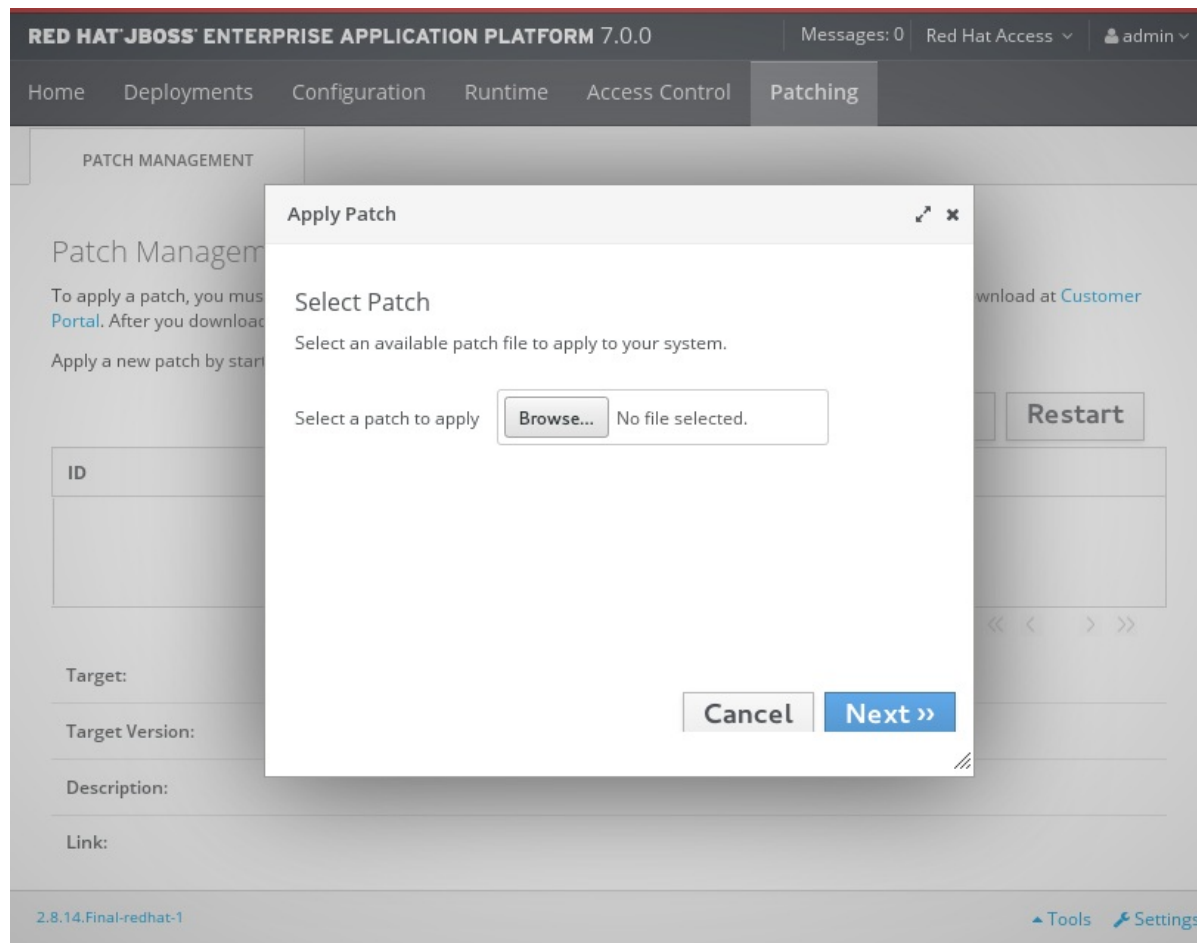 RED HAT JBOSS ENTERPRISE APPLICATION PLATFORM 7.0.0 Messages: 0 Red Hat Access admin
Home Deployments Configuration Runtime Access Control Patching
PATCH MANAGEMENT
Apply Patch
Patch Managem
To apply a patch, you mus
wnload at Customer
Portal. After you download
Apply a new patch by start
Select Patch
Select an available patch file to apply to your system.
Select a patch to apply Browse... No file selected.
Restart
ID
Cancel Next »
Target:
Target Version:
Description:
Link:
2.8.14.Final-redhat-1 Tools Settings